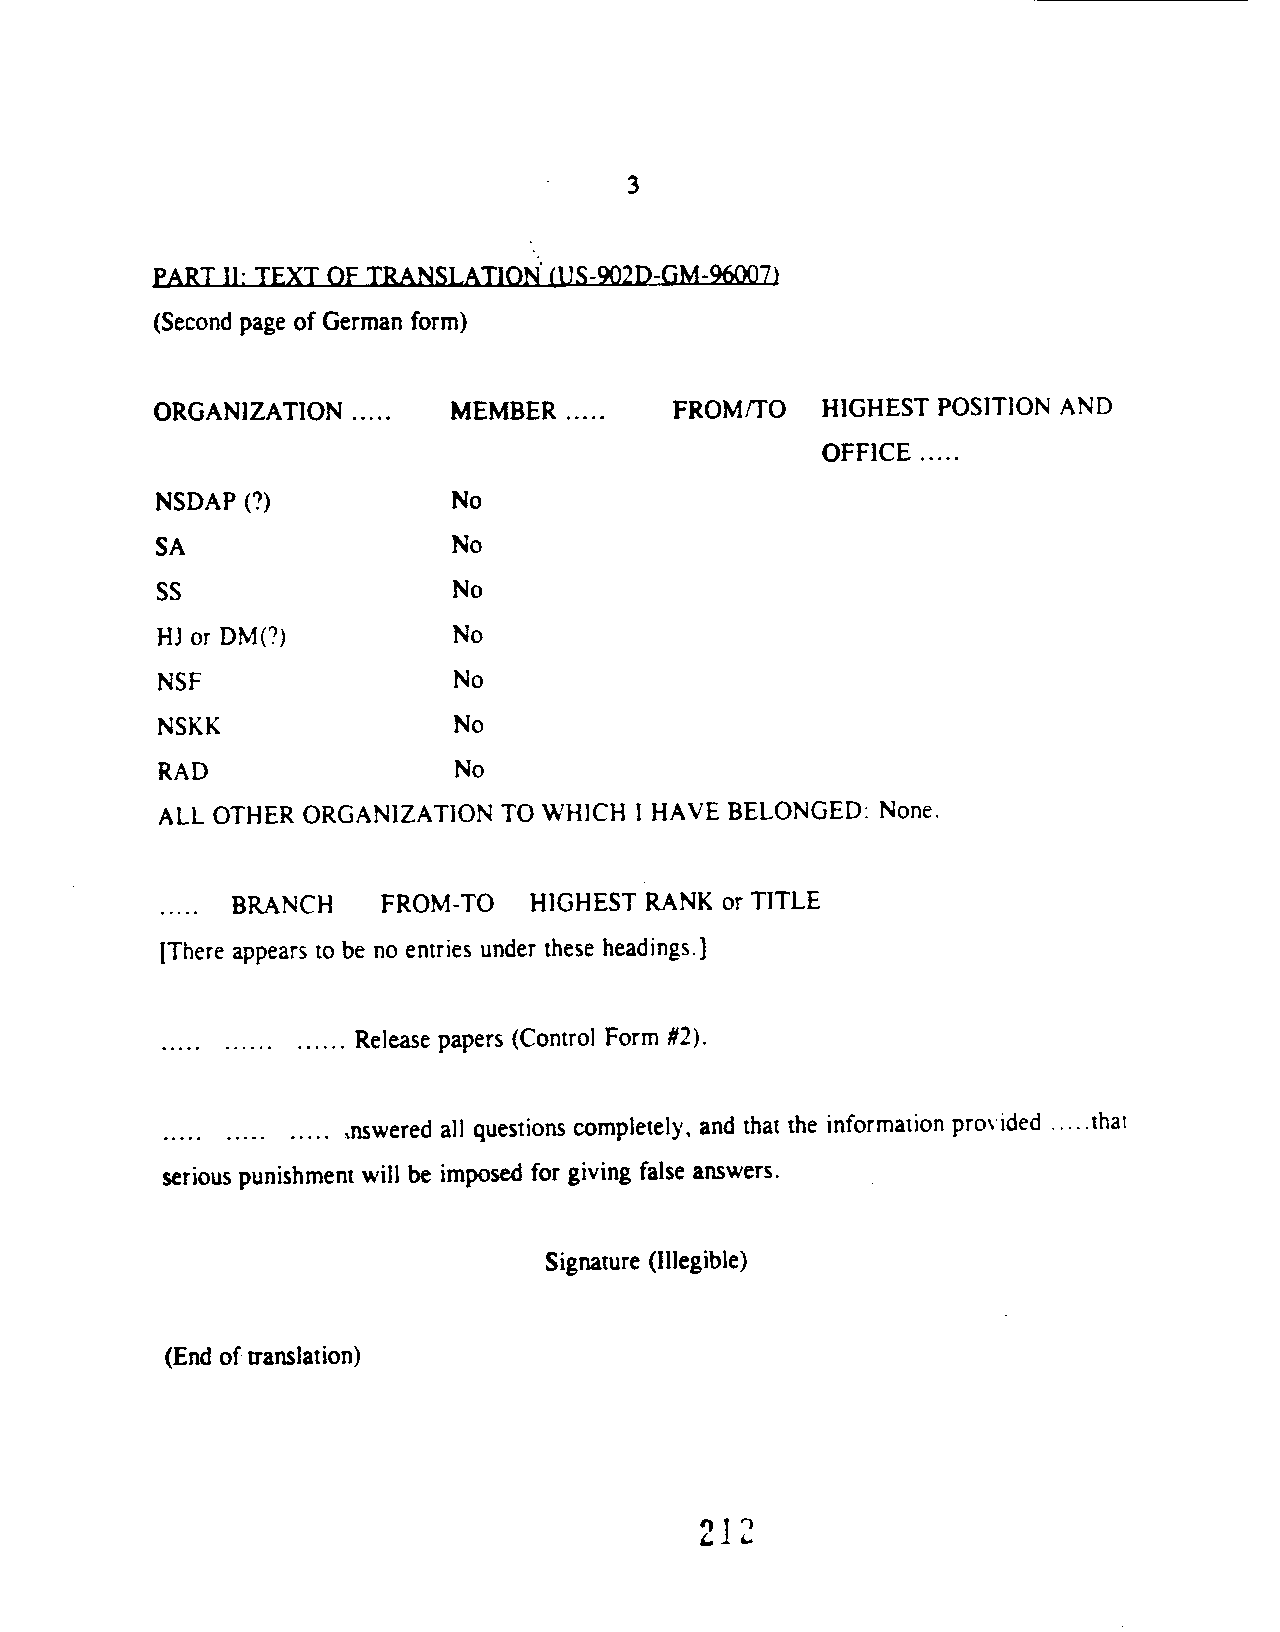 3
PART II: TEXT OF TRANSLATION (US-902D-GM-96007)
(Second page of German form)
ORGANIZATION ..... MEMBER ..... FROM/TO HIGHEST POSITION AND
OFFICE .....
NSDAP (?) No
SA No
SS No
HJ or DM(?) No
NSF No
NSKK No
RAD No
ALL OTHER ORGANIZATION TO WHICH I HAVE BELONGED: None.
..... BRANCH FROM-TO HIGHEST RANK or TITLE
[There appears to be no entries under these headings.]
..... ...... ...... Release papers (Control Form #2).
..... ..... ..... .nswered all questions completely, and that the information provided .....that
serious punishment will be imposed for giving false answers.
Signature (Illegible)
(End of translation)
212